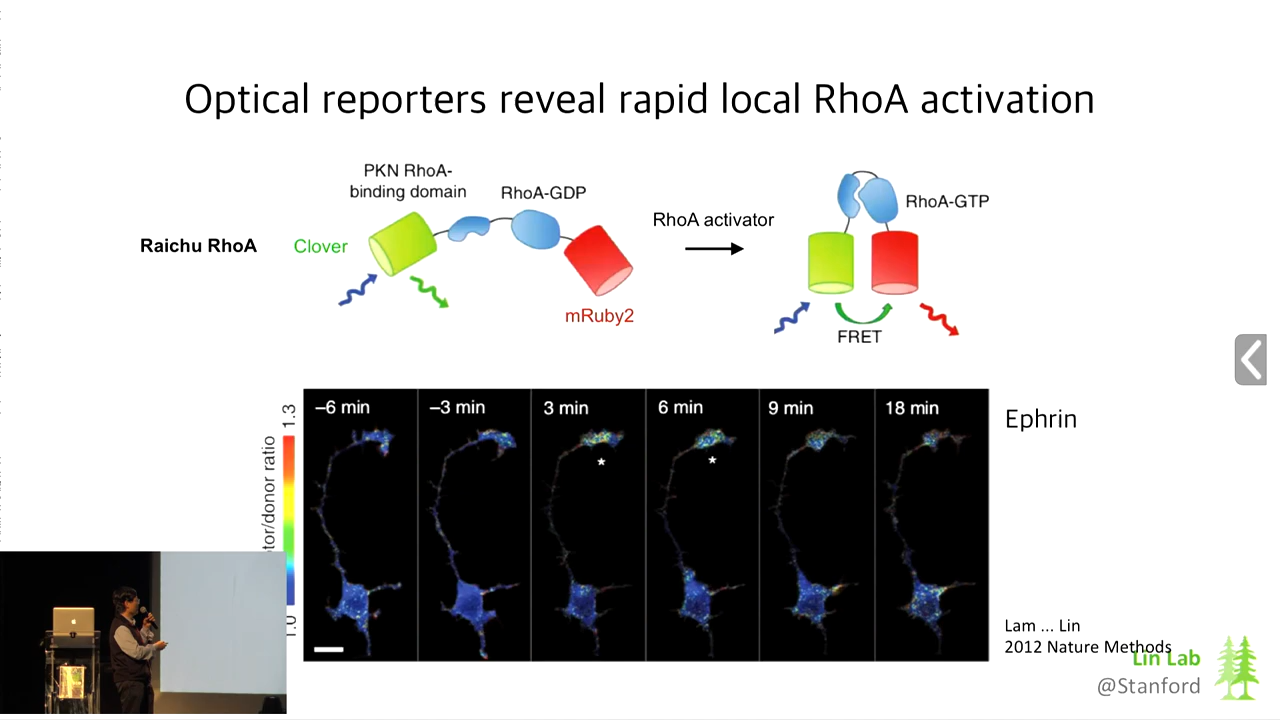 Optical reporters reveal rapid local RhoA activation
PKN RhoA-
binding domain
RhoA-GDP
RhoA activator
RhoA-GTP
Raichu RhoA
Clover
mRuby2
FRET
–6 min
–3 min
3 min
6 min
9 min
18 min
*
*
1.3
tor/donor ratio
1.0
Ephrin
Lam ... Lin
2012 Nature Methods
Lin Lab
@Stanford